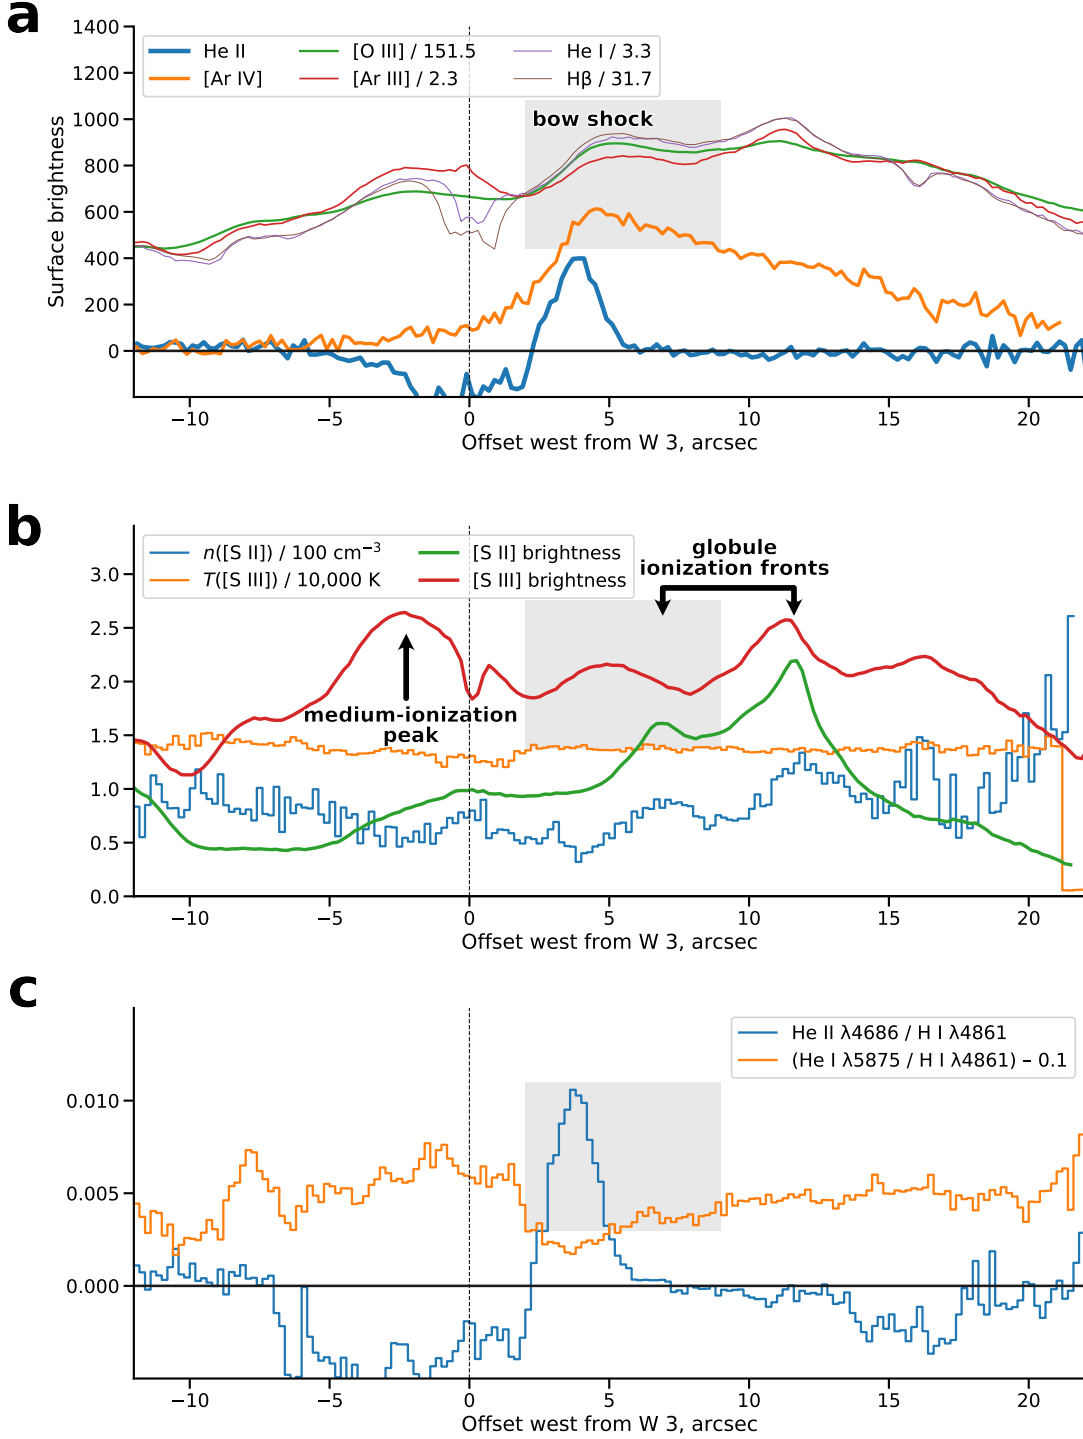 a
1400
1200
1000
800
600
400
200
0
Surface brightness
He II
[Ar IV]
[O III] / 151.5
[Ar III] / 2.3
He I / 3.3
Hβ / 31.7
bow shock
−10
−5
0
5
10
15
20
Offset west from W 3, arcsec
b
3.0
2.5
2.0
1.5
1.0
0.5
0.0
n([S II]) / 100 cm⁻³
T([S III]) / 10,000 K
[S II] brightness
[S III] brightness
globule
ionization fronts
medium-ionization
peak
−10
−5
0
5
10
15
20
Offset west from W 3, arcsec
c
0.010
0.005
0.000
He II λ4686 / H I λ4861
(He I λ5875 / H I λ4861) – 0.1
−10
−5
0
5
10
15
20
Offset west from W 3, arcsec